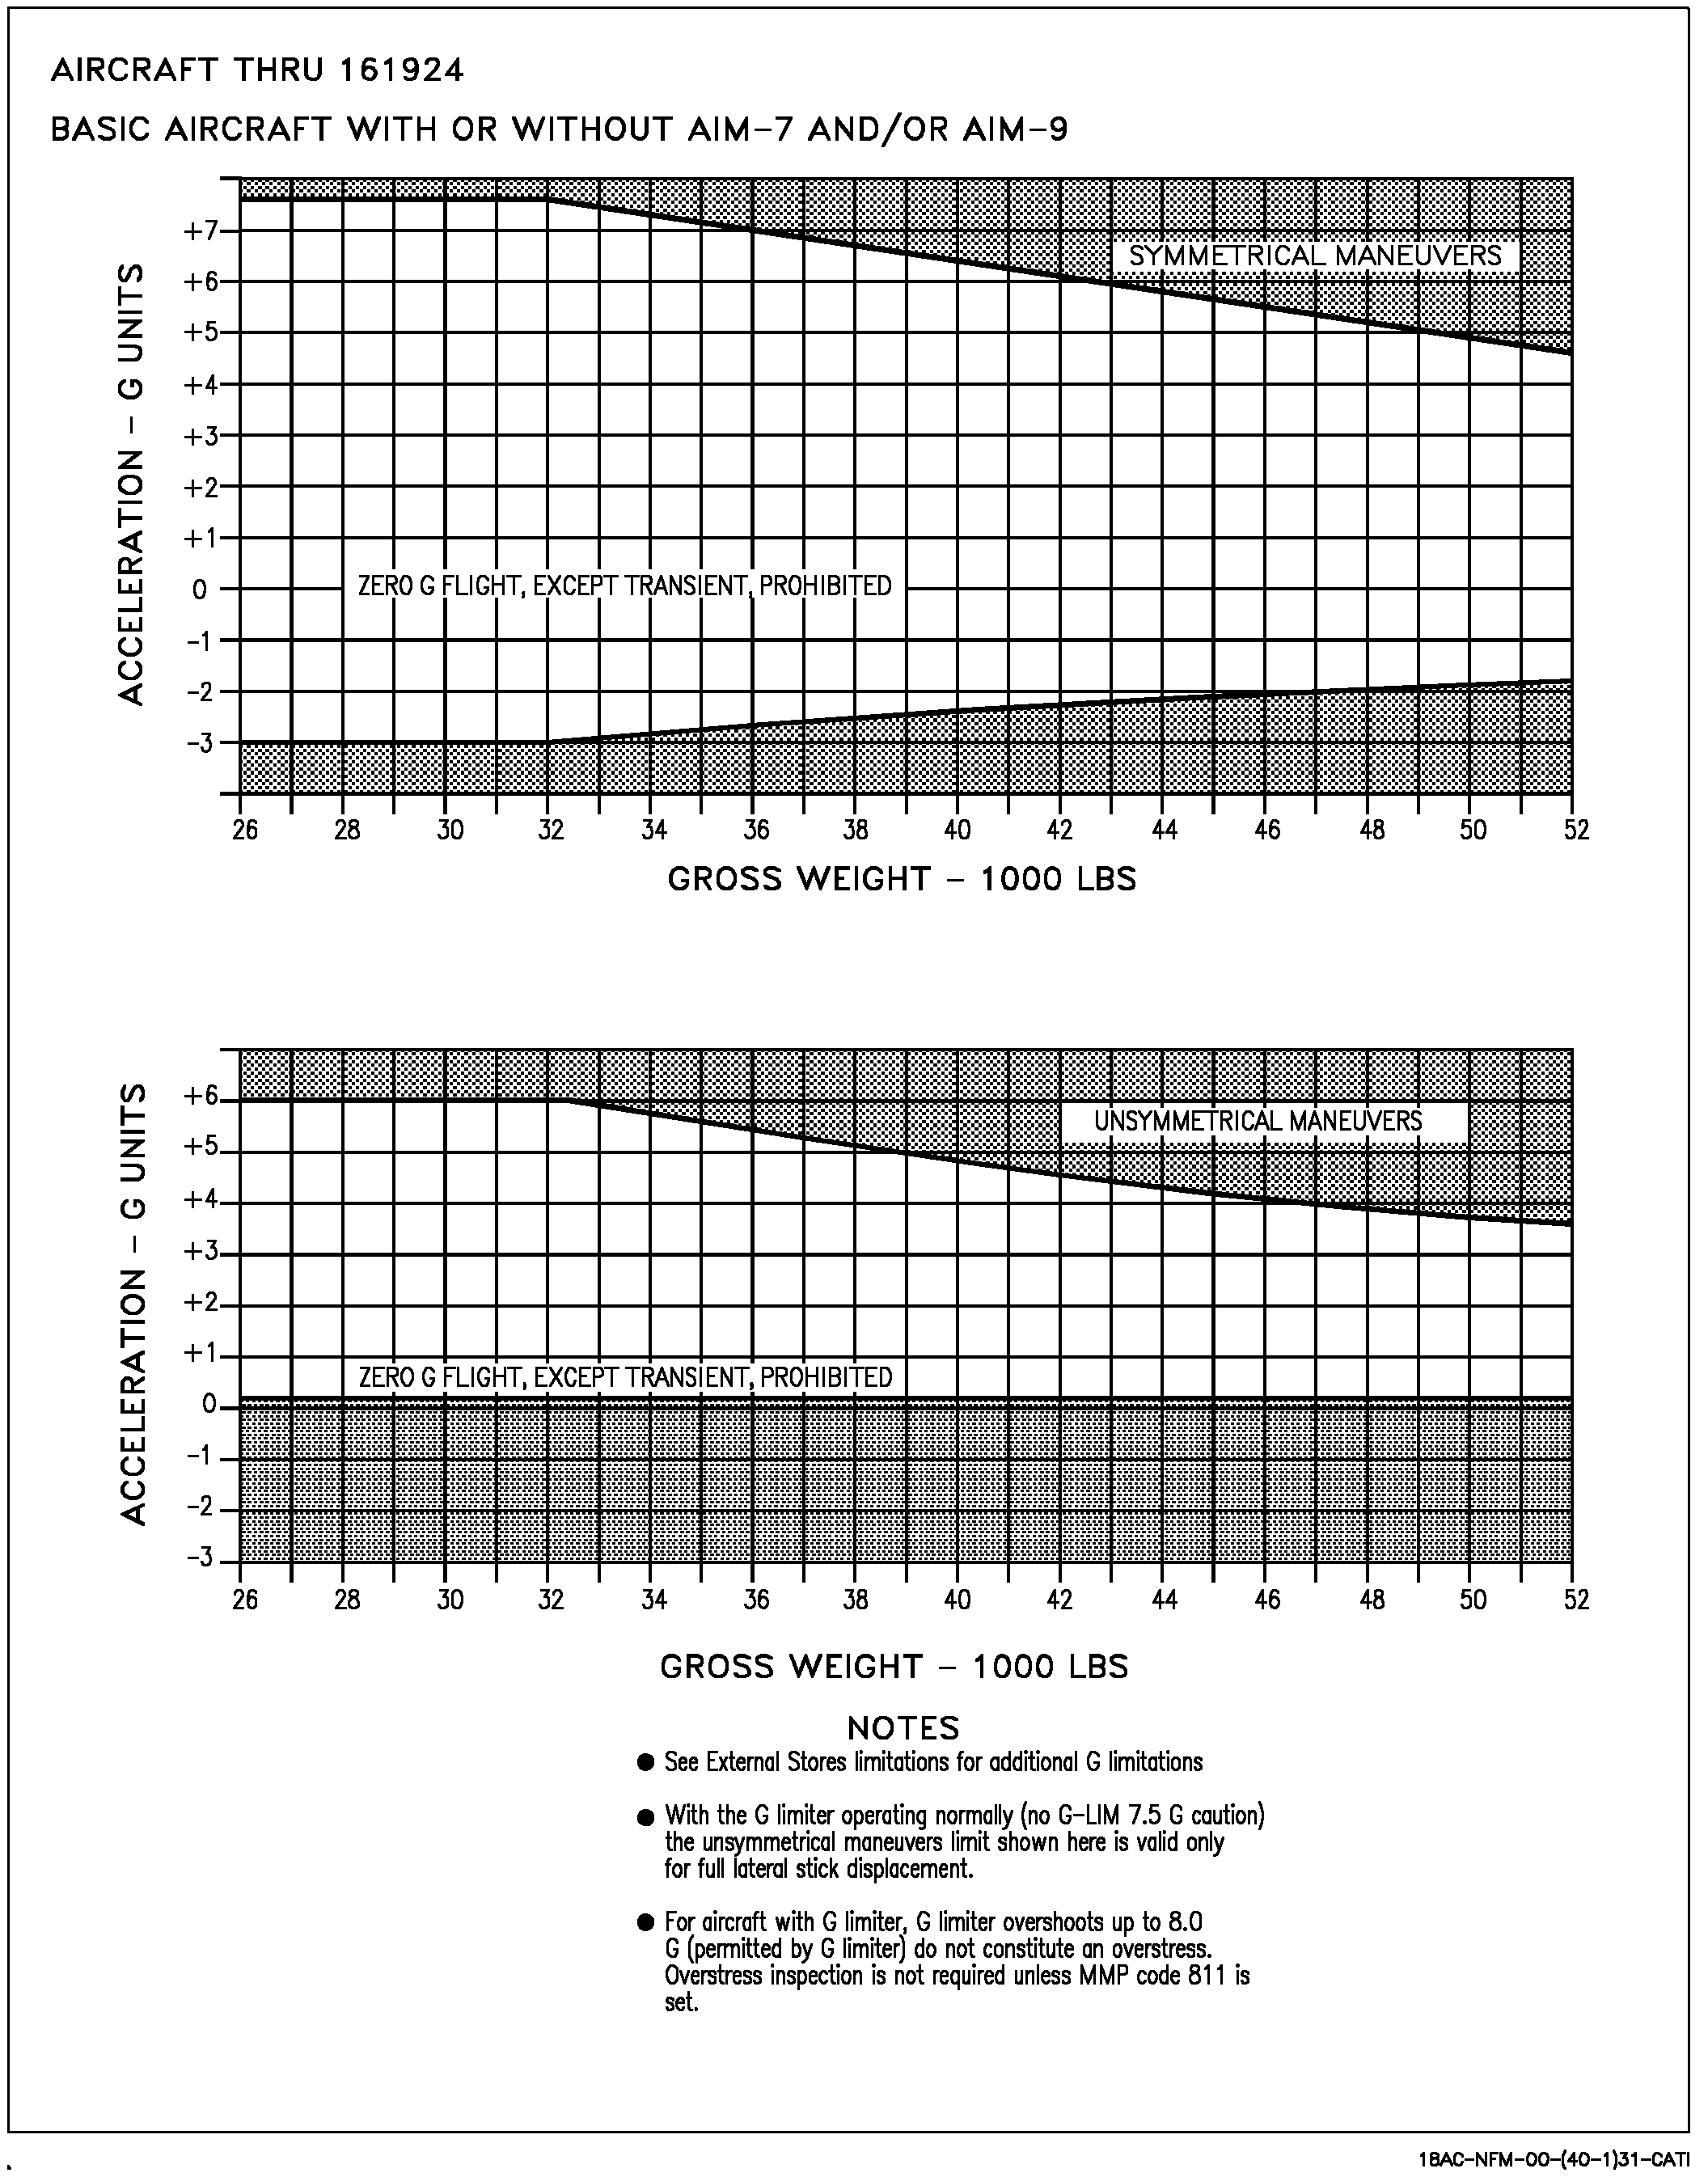 AIRCRAFT THRU 161924
BASIC AIRCRAFT WITH OR WITHOUT AIM-7 AND/OR AIM-9
ACCELERATION - G UNITS
+7
+6
+5
+4
+3
+2
+1
0
-1
-2
-3
SYMMETRICAL MANEUVERS
ZERO G FLIGHT, EXCEPT TRANSIENT, PROHIBITED
26 28 30 32 34 36 38 40 42 44 46 48 50 52
GROSS WEIGHT - 1000 LBS
ACCELERATION - G UNITS
+6
+5
+4
+3
+2
+1
0
-1
-2
-3
UNSYMMETRICAL MANEUVERS
ZERO G FLIGHT, EXCEPT TRANSIENT, PROHIBITED
26 28 30 32 34 36 38 40 42 44 46 48 50 52
GROSS WEIGHT - 1000 LBS
NOTES
● See External Stores limitations for additional G limitations
● With the G limiter operating normally (no G-LIM 7.5 G caution)
the unsymmetrical maneuvers limit shown here is valid only
for full lateral stick displacement.
● For aircraft with G limiter, G limiter overshoots up to 8.0
G (permitted by G limiter) do not constitute an overstress.
Overstress inspection is not required unless MMP code 811 is
set.
18AC-NFM-00-(40-1)31-CATI